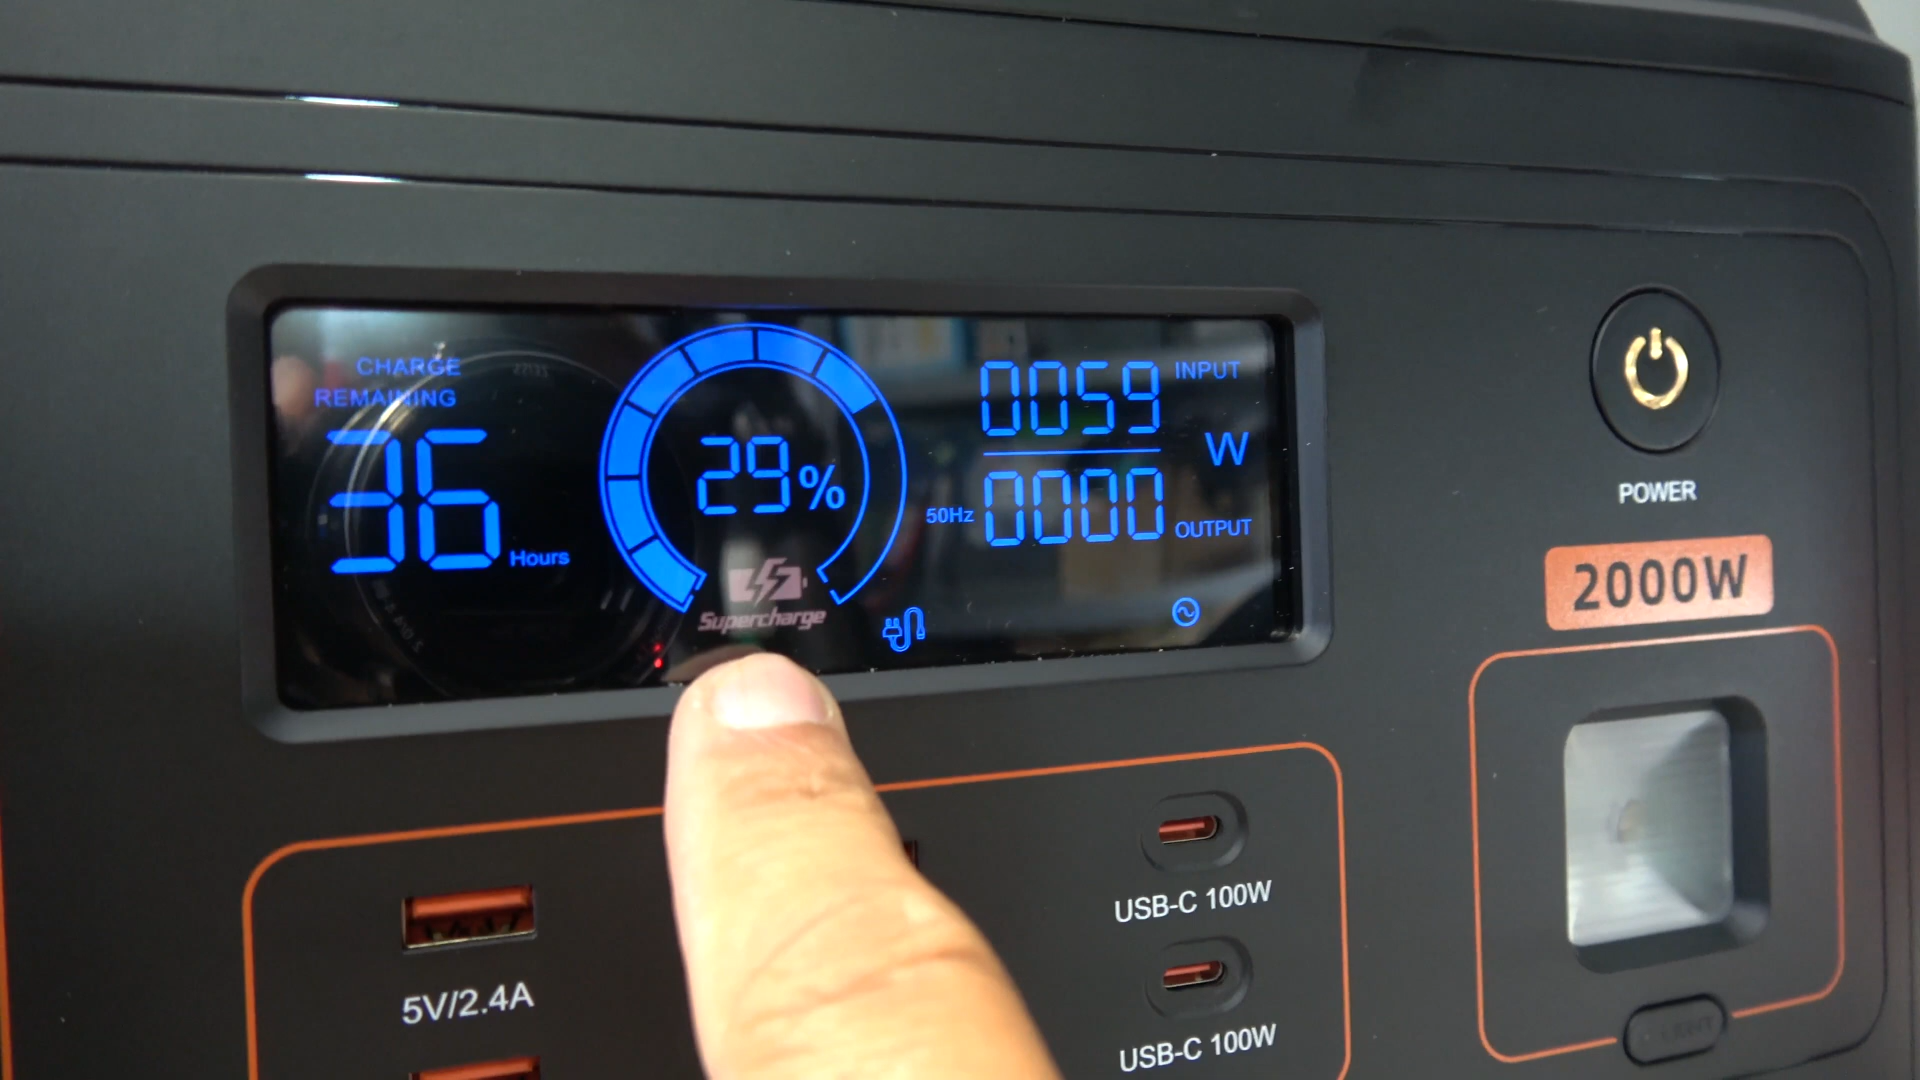 CHARGE
REMAINING
36 Hours
29%
Supercharge
0059 INPUT
W
50Hz 0000 OUTPUT
POWER
2000W
5V/2.4A
USB-C 100W
USB-C 100W
LIGHT